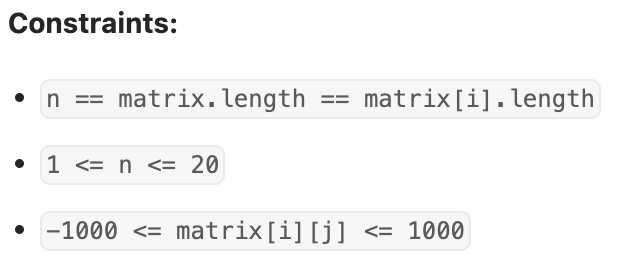 Constraints:
n == matrix.length == matrix[i].length
1 <= n <= 20
-1000 <= matrix[i][j] <= 1000